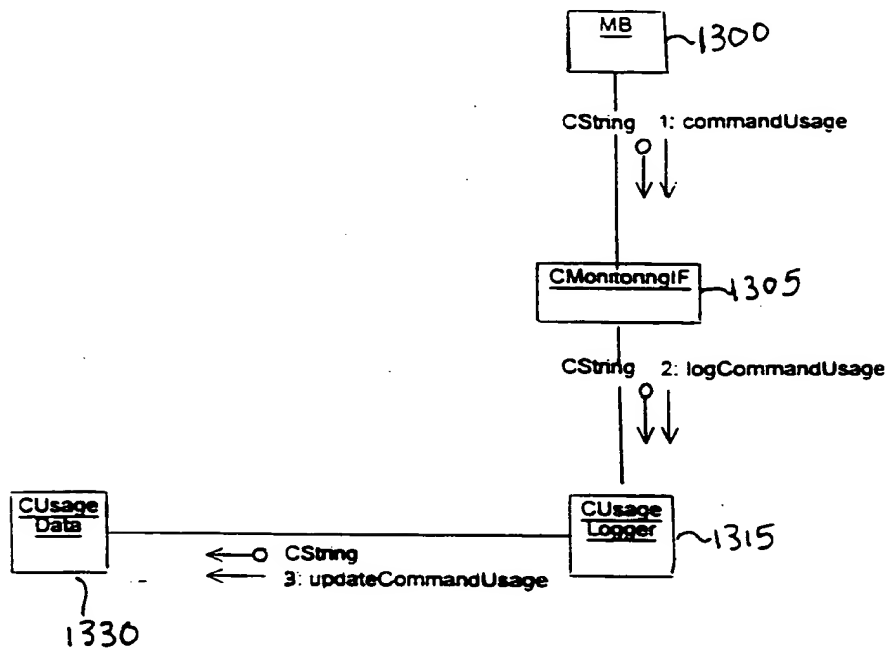 MB
1300
CString 1: commandUsage
CMonitoringIF
1305
CString 2: logCommandUsage
CUsage
Data
CUsage
Logger
1315
CString
3: updateCommandUsage
1330